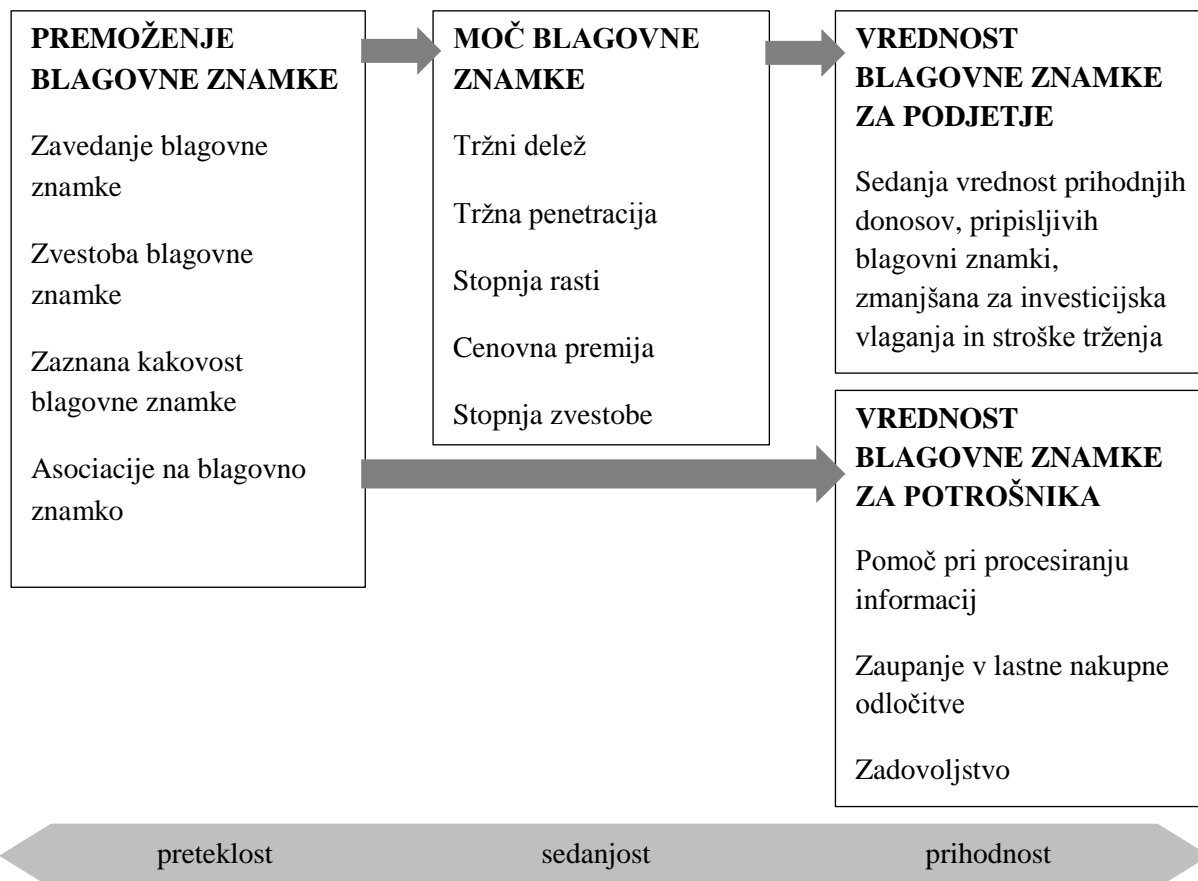 PREMOŽENJE
BLAGOVNE ZNAMKE
Zavedanje blagovne
znamke
Zvestoba blagovne
znamke
Zaznana kakovost
blagovne znamke
Asociacije na blagovno
znamko
MOČ BLAGOVNE
ZNAMKE
Tržni delež
Tržna penetracija
Stopnja rasti
Cenovna premija
Stopnja zvestobe
VREDNOST
BLAGOVNE ZNAMKE
ZA PODJETJE
Sedanja vrednost prihodnjih
donosov, pripisljivih
blagovni znamki,
zmanjšana za investicijska
vlaganja in stroške trženja
VREDNOST
BLAGOVNE ZNAMKE
ZA POTROŠNIKA
Pomoč pri procesiranju
informacij
Zaupanje v lastne nakupne
odločitve
Zadovoljstvo
preteklost
sedanjost
prihodnost